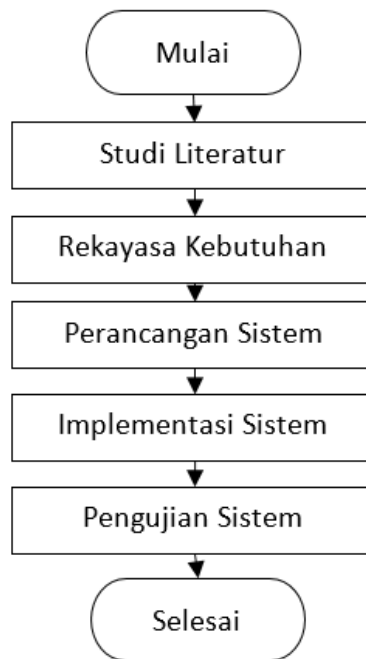 Mulai
Studi Literatur
Rekayasa Kebutuhan
Perancangan Sistem
Implementasi Sistem
Pengujian Sistem
Selesai